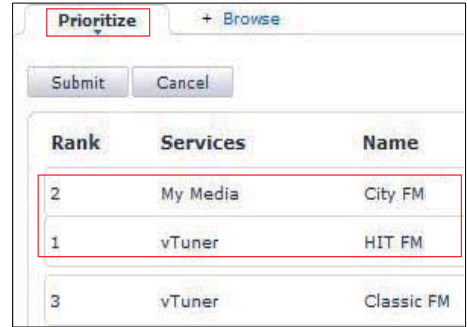 Prioritize + Browse
Submit Cancel
Rank Services Name
2 My Media City FM
1 vTuner HIT FM
3 vTuner Classic FM